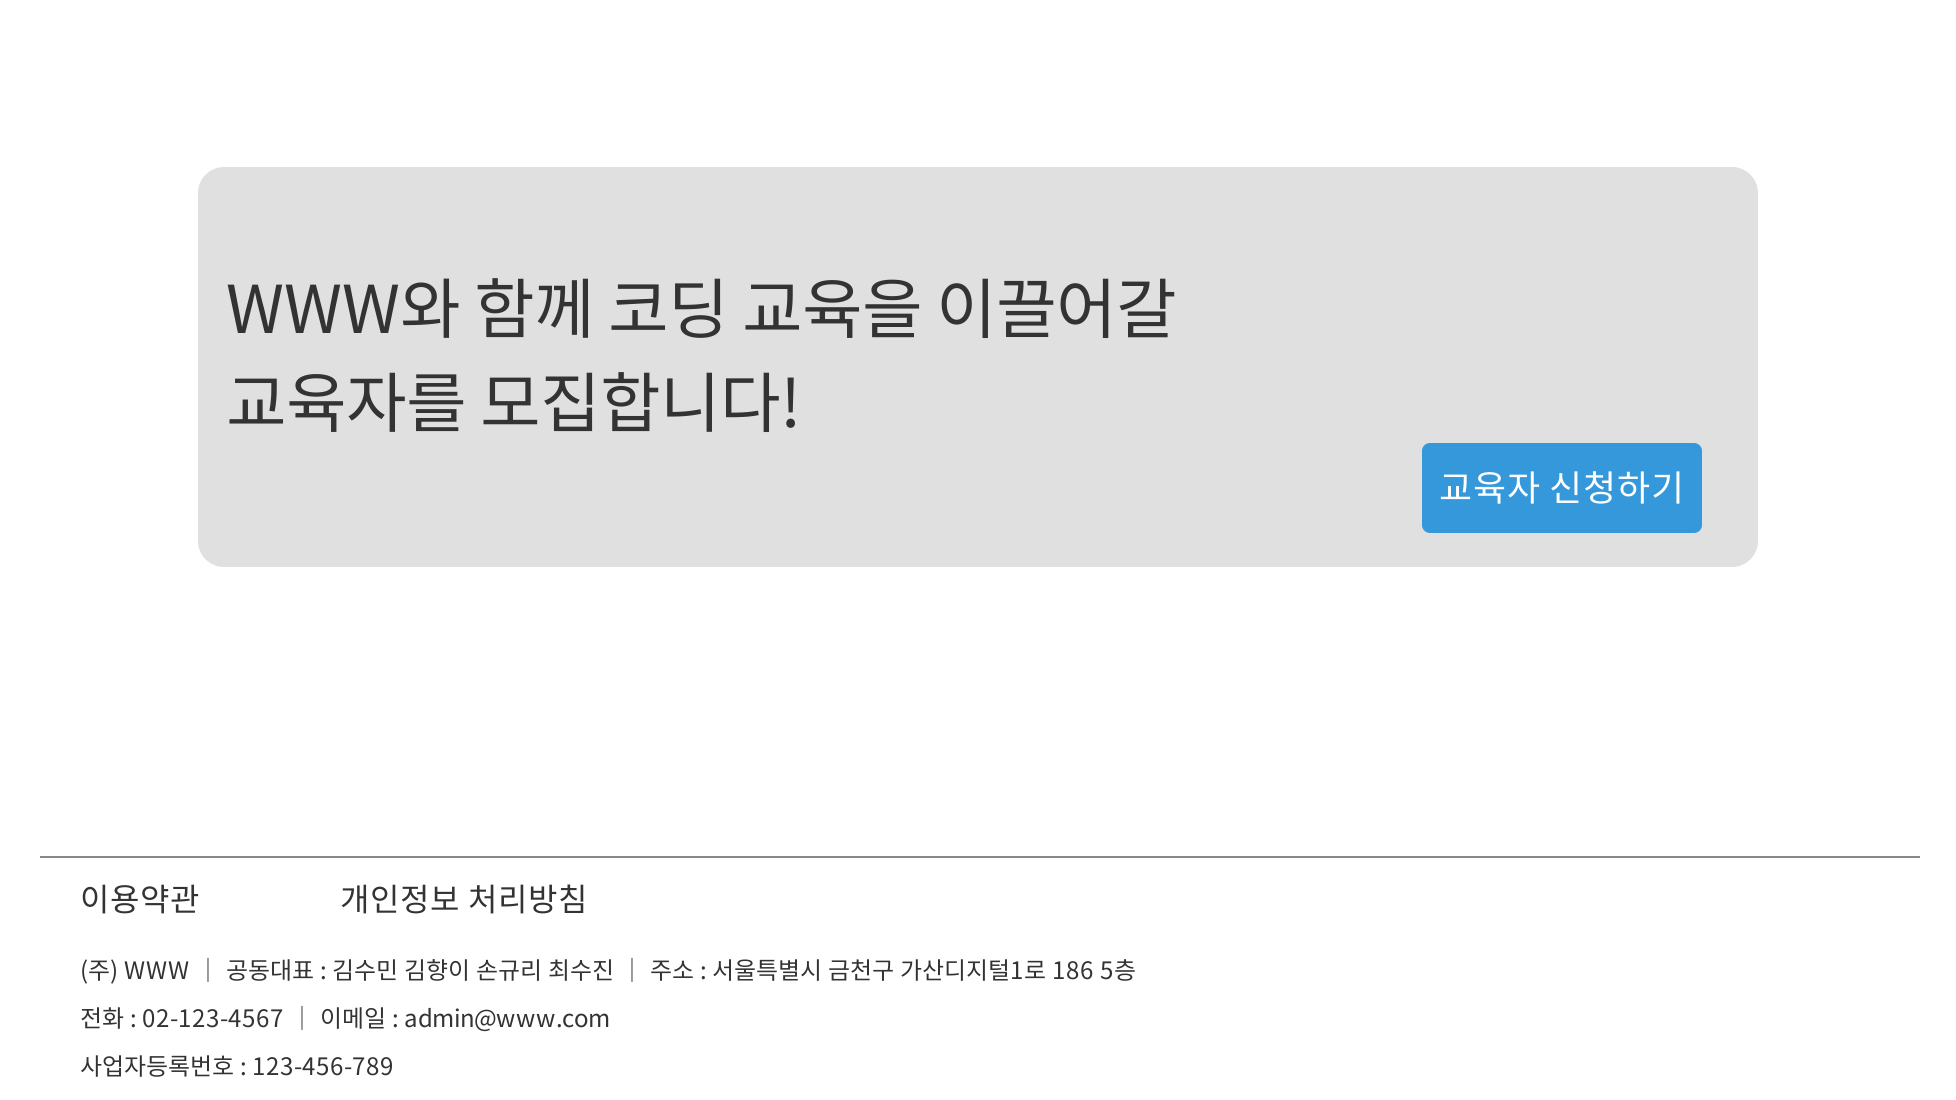 WWW와 함께 코딩 교육을 이끌어갈
교육자를 모집합니다!
교육자 신청하기
이용약관 개인정보 처리방침
(주) WWW | 공동대표 : 김수민 김향이 손규리 최수진 | 주소 : 서울특별시 금천구 가산디지털1로 186 5층
전화 : 02-123-4567 | 이메일 : admin@www.com
사업자등록번호 : 123-456-789